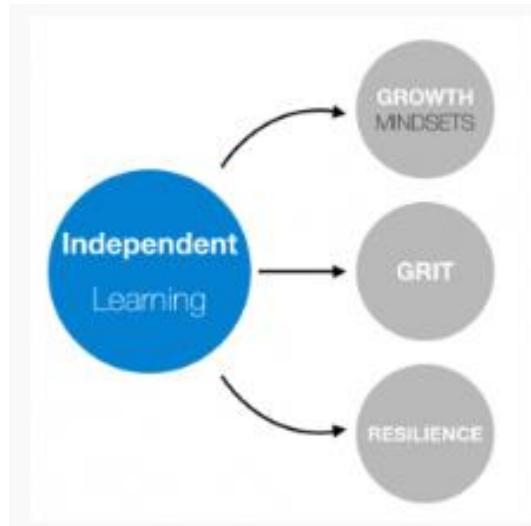 Independent
Learning
GROWTH
MINDSETS
GRIT
RESILIENCE